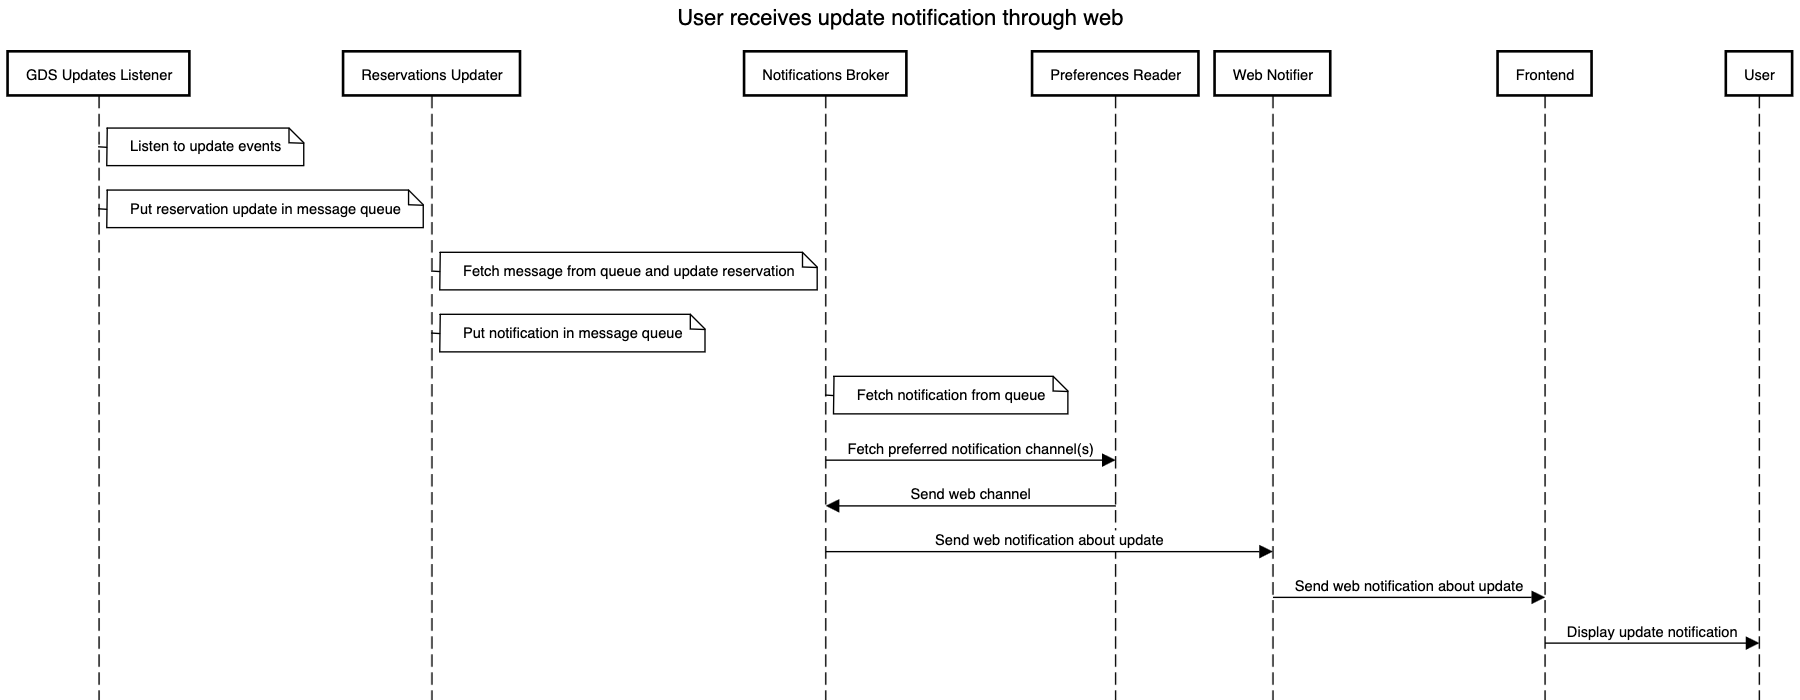 User receives update notification through web
GDS Updates Listener
Reservations Updater
Notifications Broker
Preferences Reader
Web Notifier
Frontend
User
Listen to update events
Put reservation update in message queue
Fetch message from queue and update reservation
Put notification in message queue
Fetch notification from queue
Fetch preferred notification channel(s)
Send web channel
Send web notification about update
Send web notification about update
Display update notification